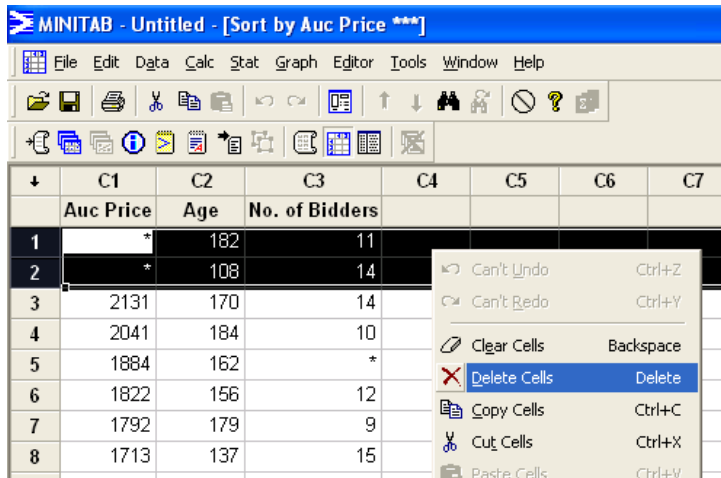 MINITAB - Untitled - [Sort by Auc Price ***]
File Edit Data Calc Stat Graph Editor Tools Window Help
↓ C1 C2 C3 C4 C5 C6 C7
Auc Price Age No. of Bidders
1 * 182 11
2 * 108 14
3 2131 170 14
4 2041 184 10
5 1884 162 *
6 1822 156 12
7 1792 179 9
8 1713 137 15
Can't Undo Ctrl+Z
Can't Redo Ctrl+Y
Clear Cells Backspace
Delete Cells Delete
Copy Cells Ctrl+C
Cut Cells Ctrl+X
Paste Cells Ctrl+V